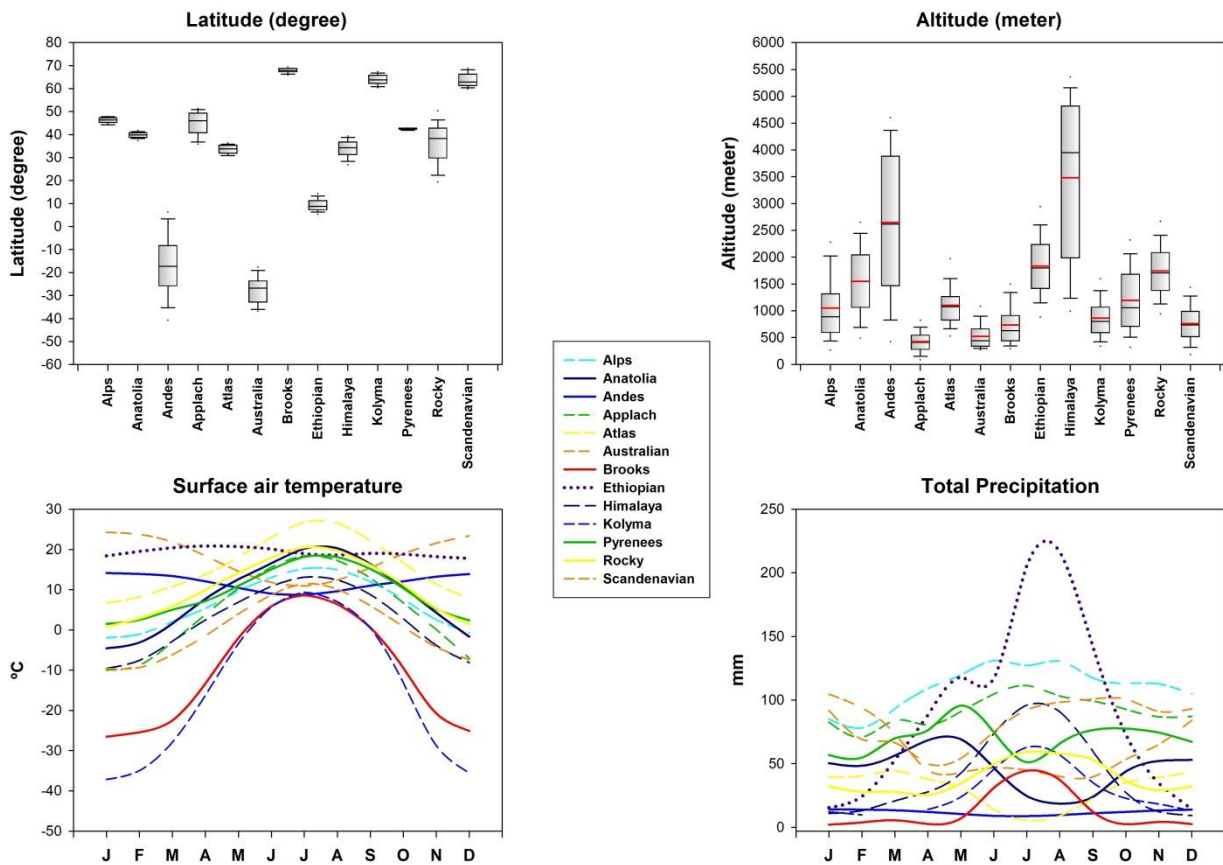 Latitude (degree)
Latitude (degree)
80
70
60
50
40
30
20
10
0
-10
-20
-30
-40
-50
-60
Alps
Anatolia
Andes
Applach
Atlas
Australia
Brooks
Ethiopian
Himalaya
Kolyma
Pyrenees
Rocky
Scandenavian
Altitude (meter)
Altitude (meter)
6000
5500
5000
4500
4000
3500
3000
2500
2000
1500
1000
500
0
Alps
Anatolia
Andes
Applach
Atlas
Australia
Brooks
Ethiopian
Himalaya
Kolyma
Pyrenees
Rocky
Scandenavian
Alps
Anatolia
Andes
Applach
Atlas
Australian
Brooks
Ethiopian
Himalaya
Kolyma
Pyrenees
Rocky
Scandenavian
Surface air temperature
ºC
30
20
10
0
-10
-20
-30
-40
-50
J F M A M J J A S O N D
Total Precipitation
mm
250
200
150
100
50
0
J F M A M J J A S O N D